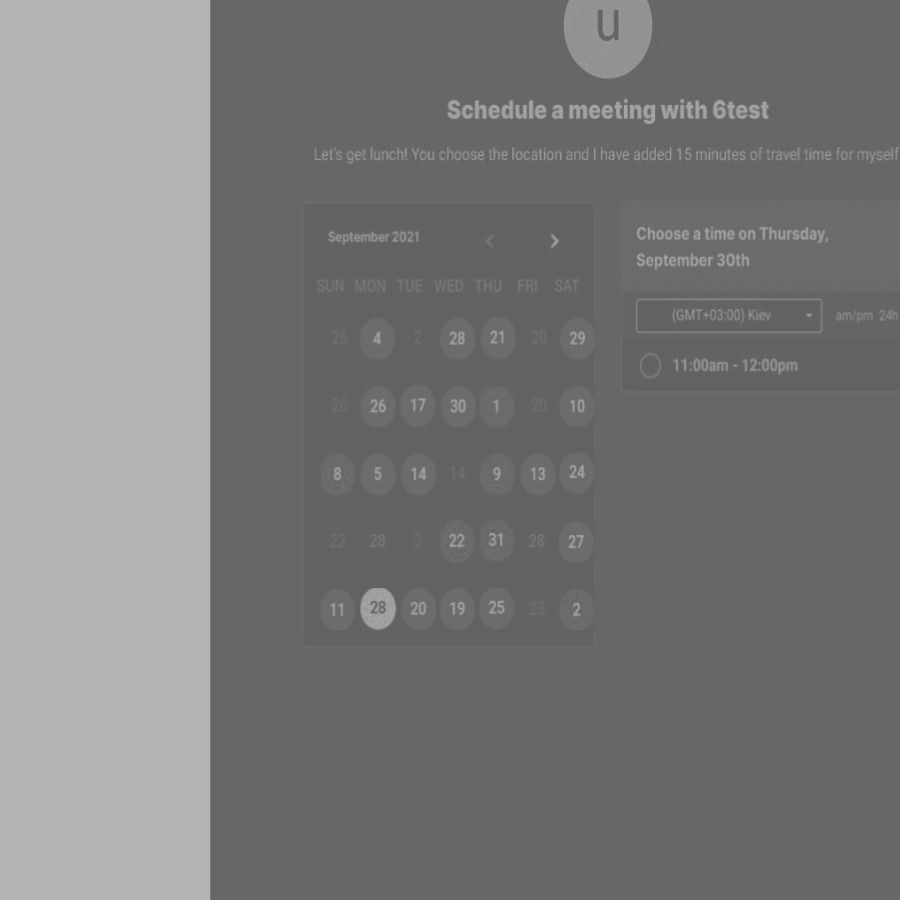 u
Schedule a meeting with 6test
Let's get lunch! You choose the location and I have added 15 minutes of travel time for myself
September 2021
SUN MON TUE WED THU FRI SAT
26 4 2 28 21 20 29
26 26 17 30 1 20 10
8 5 14 14 9 13 24
22 28 3 22 31 28 27
11 28 20 19 25 23 2
Choose a time on Thursday,
September 30th
(GMT+03:00) Kiev am/pm 24h
11:00am - 12:00pm